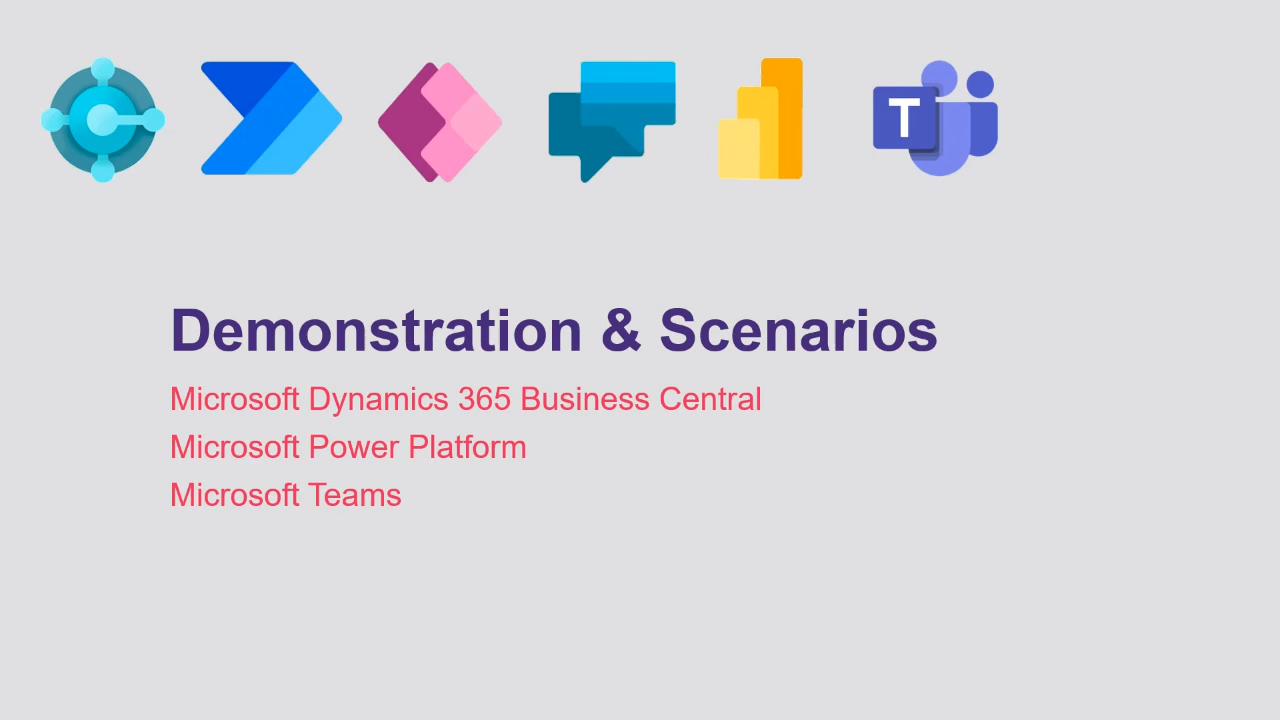 T
Demonstration & Scenarios
Microsoft Dynamics 365 Business Central
Microsoft Power Platform
Microsoft Teams